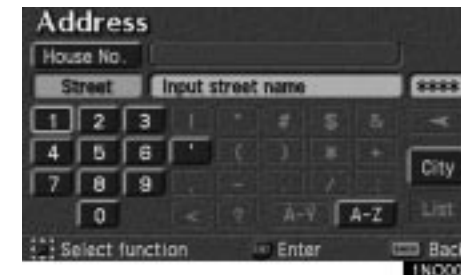 Address
House No.
Street Input street name ****
1 2 3 ! " # $ &
4 5 6 ' ( ) * + City
7 8 9 . - / :
0 < ? A-Y A-Z List
Select function Enter Back